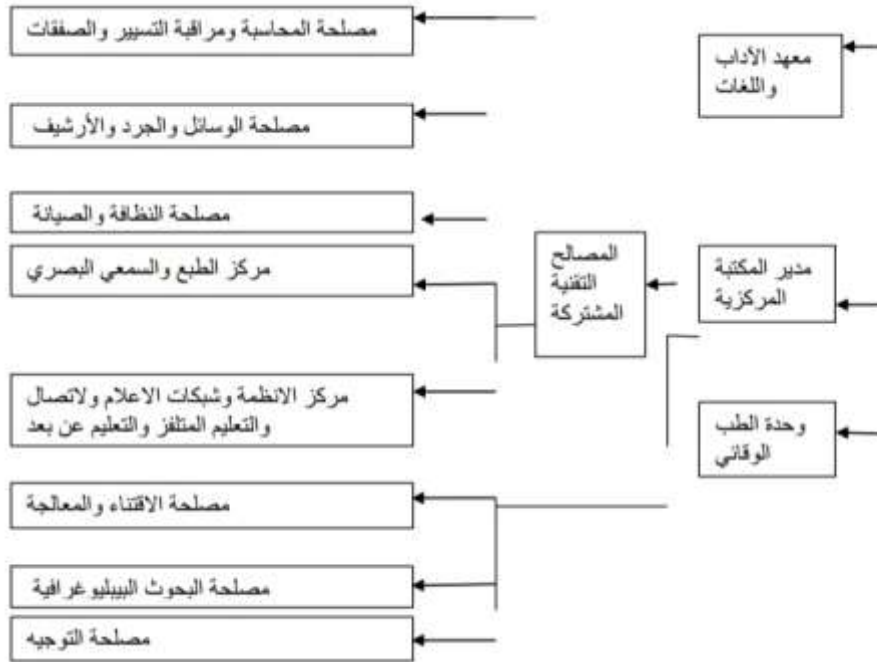 معهد الأداب
واللغات
مدير المكتبة
المركزية
وحدة الطب
الوقائي
المصالح
التقنية
المشتركة
مصلحة المحاسبة ومراقبة التسيير والصفقات
مصلحة الوسائل والجرد والأرشيف
مصلحة النظافة والصيانة
مركز الطبع والسمعي البصري
مركز الانظمة وشبكات الاعلام ولاتصال
والتعليم المتلفز والتعليم عن بعد
مصلحة الاقتناء والمعالجة
مصلحة البحوث البيبليوغرافية
مصلحة التوجيه